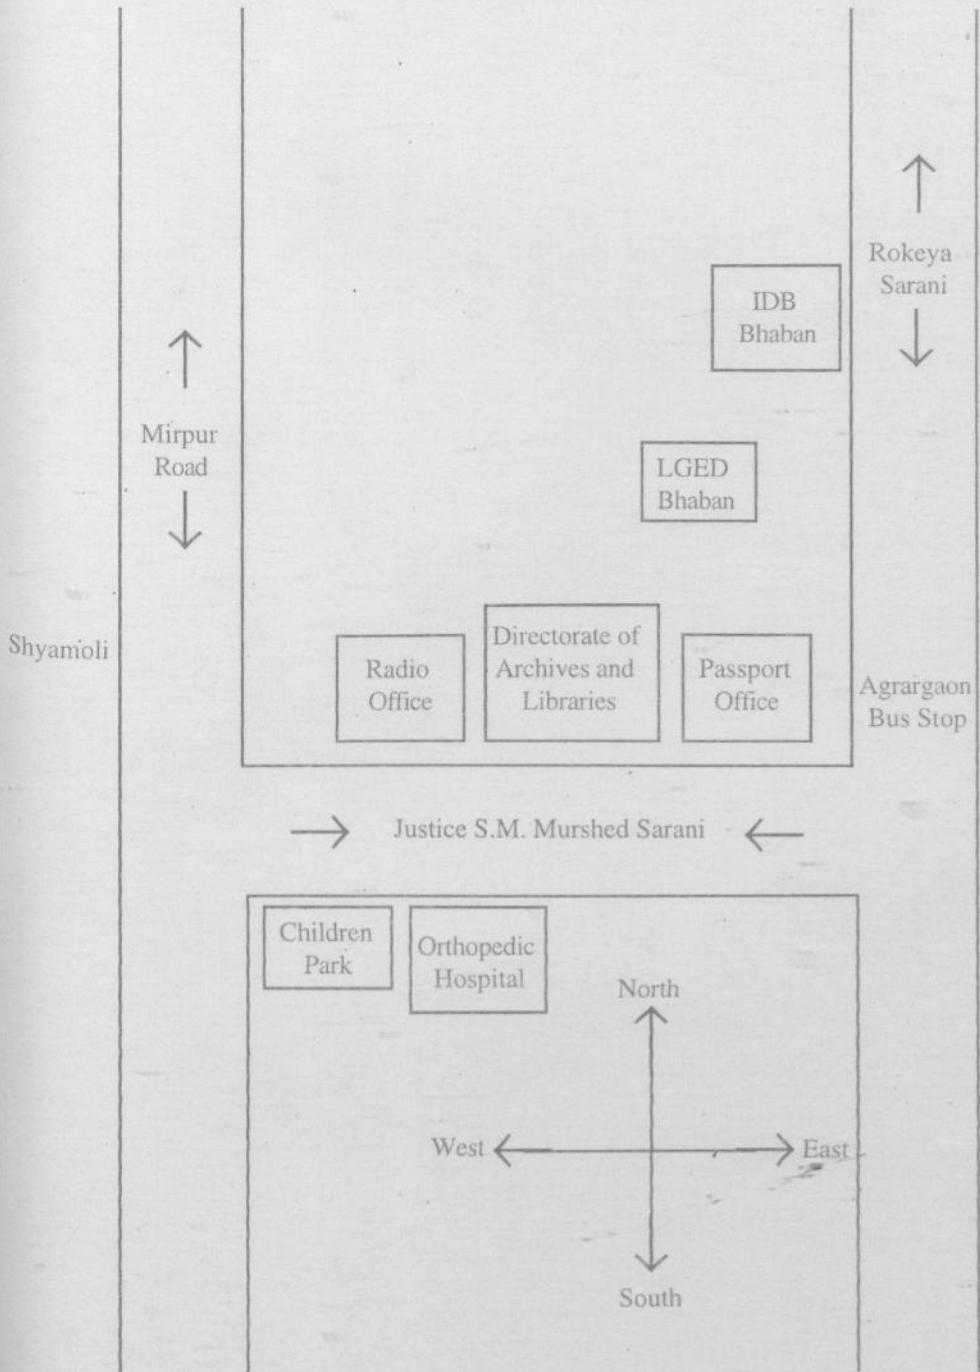 Rokeya
Sarani
IDB
Bhaban
Mirpur
Road
LGED
Bhaban
Shyamoli
Radio
Office
Directorate of
Archives and
Libraries
Passport
Office
Agrargaon
Bus Stop
Justice S.M. Murshed Sarani
Children
Park
Orthopedic
Hospital
North
West
East
South